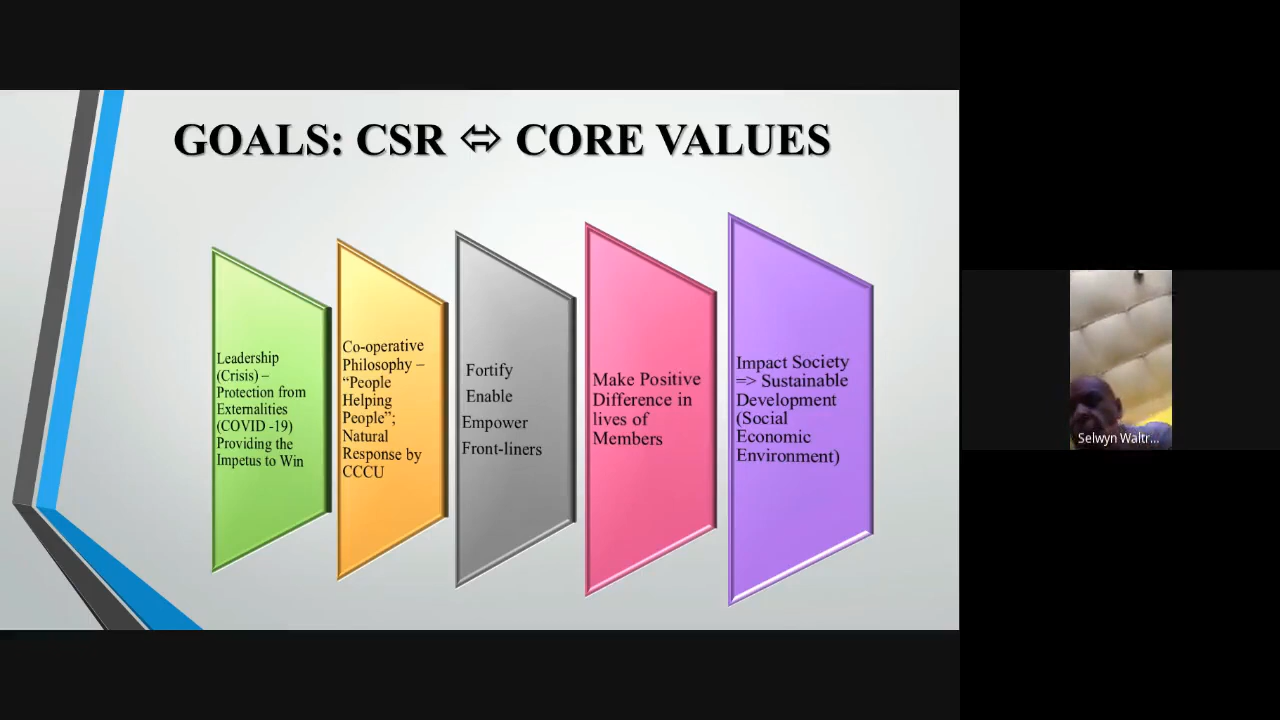 GOALS: CSR ⬄ CORE VALUES
Leadership
(Crisis) –
Protection from
Externalities
(COVID -19)
Providing the
Impetus to Win
Co-operative
Philosophy –
“People
Helping
People”;
Natural
Response by
CCCU
Fortify
Enable
Empower
Front-liners
Make Positive
Difference in
lives of
Members
Impact Society
=> Sustainable
Development
(Social
Economic
Environment)
Selwyn Waltr...